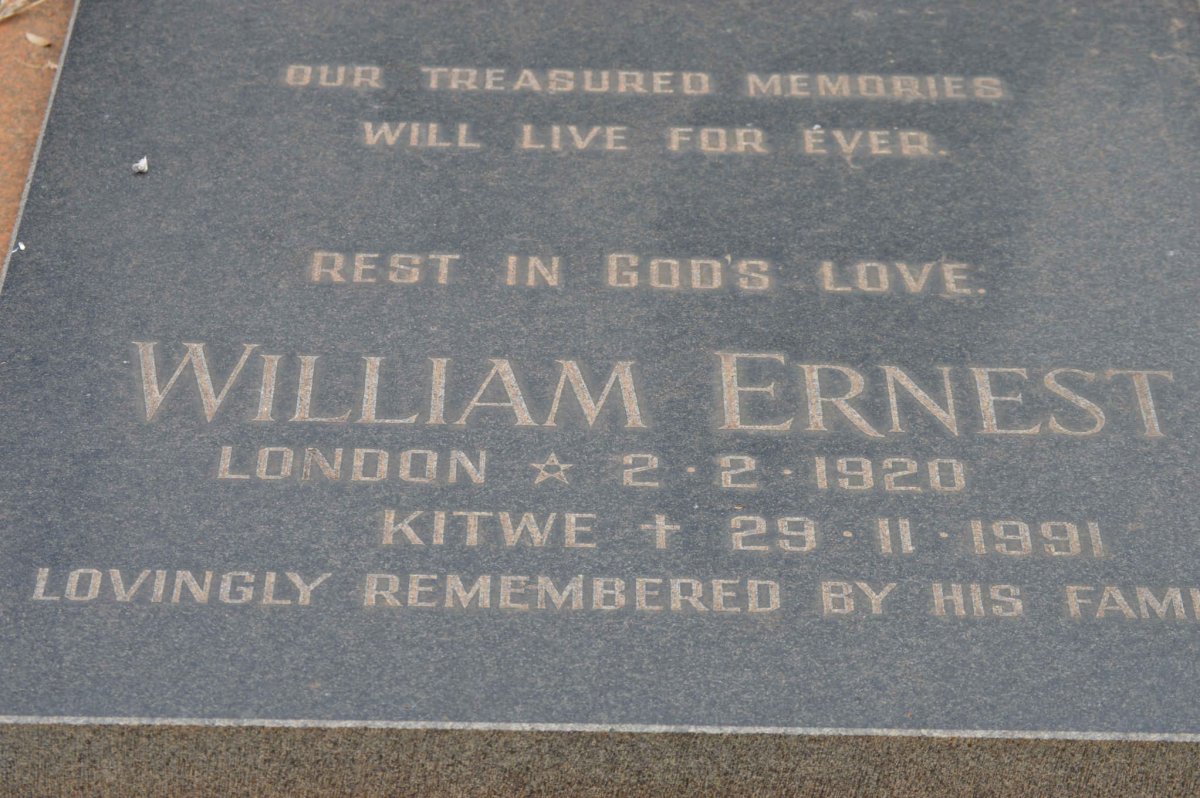 OUR TREASURED MEMORIES
WILL LIVE FOR EVER.
REST IN GOD'S LOVE.
WILLIAM ERNEST
LONDON ☆ 2·2·1920
KITWE † 29·11·1991
LOVINGLY REMEMBERED BY HIS